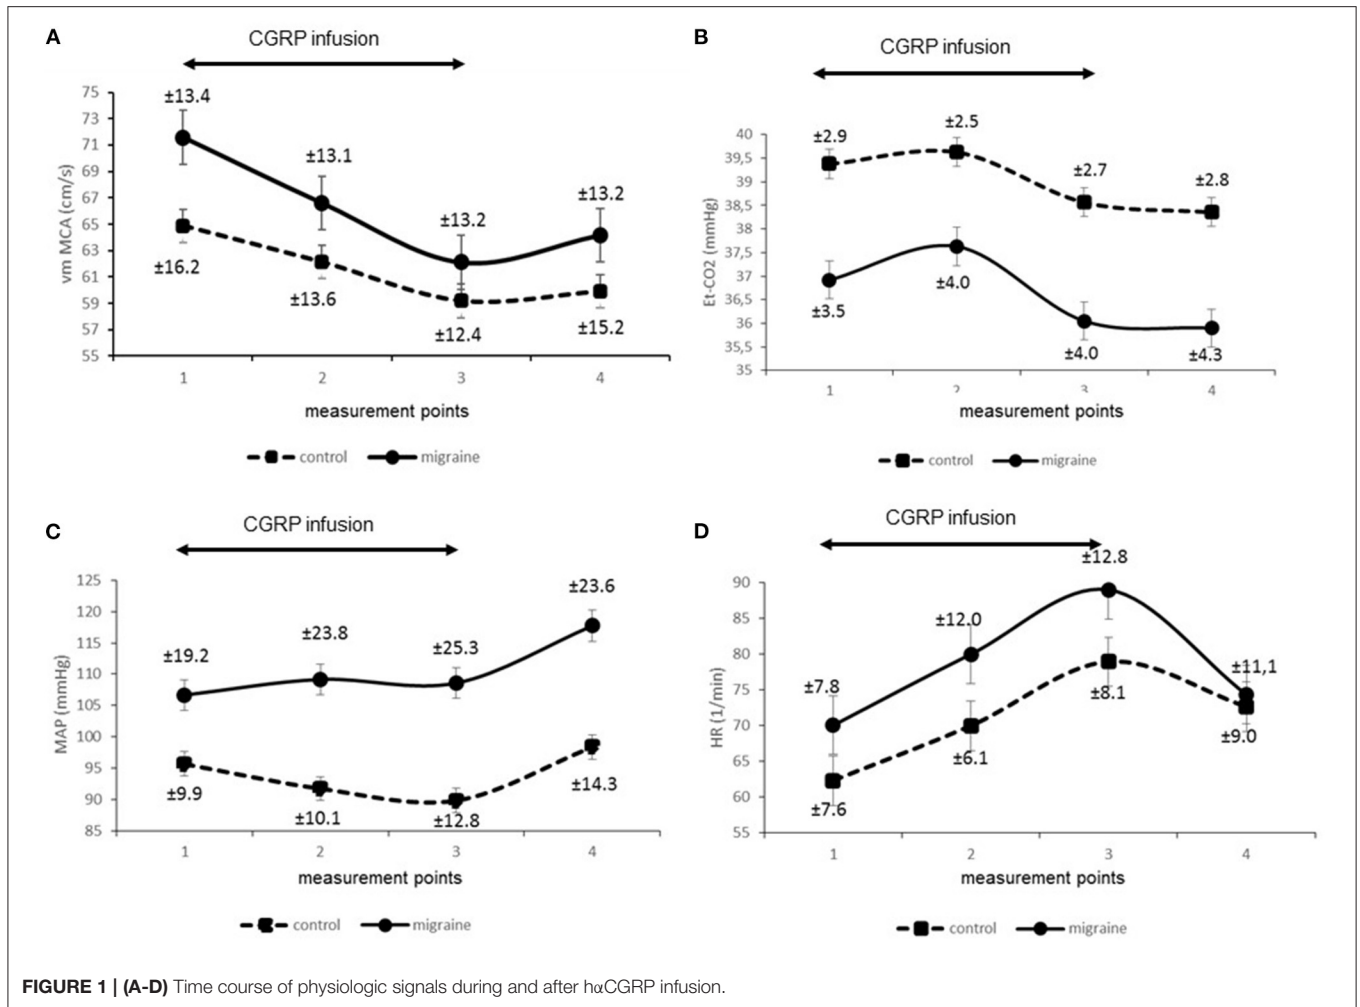 A
CGRP infusion
75
73
71
69
67
65
63
61
59
57
55
vm MCA (cm/s)
±13.4
±13.1
±13.2
±13.2
±16.2
±13.6
±12.4
±15.2
1 2 3 4
measurement points
control migraine
B
CGRP infusion
40
39,5
39
38,5
38
37,5
37
36,5
36
35,5
35
Et-CO2 (mmHg)
±2.9
±2.5
±2.7
±2.8
±3.5
±4.0
±4.0
±4.3
1 2 3 4
measurement points
control migraine
C
CGRP infusion
125
120
115
110
105
100
95
90
85
MAP (mmHg)
±19.2
±23.8
±25.3
±23.6
±9.9
±10.1
±12.8
±14.3
1 2 3 4
measurement points
control migraine
D
CGRP infusion
90
85
80
75
70
65
60
55
HR (1/min)
±7.8
±12.0
±12.8
±11,1
±7.6
±6.1
±8.1
±9.0
1 2 3 4
measurement points
control migraine
FIGURE 1 | (A-D) Time course of physiologic signals during and after hαCGRP infusion.